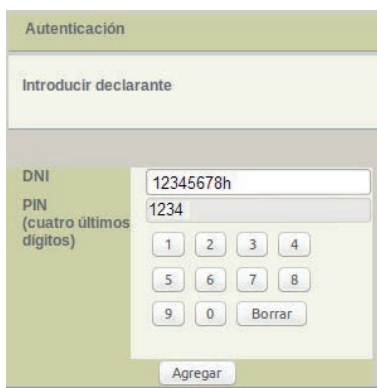 Autenticación
Introducir declarante
DNI
12345678h
PIN
(cuatro últimos
dígitos)
1234
1 2 3 4
5 6 7 8
9 0 Borrar
Agregar